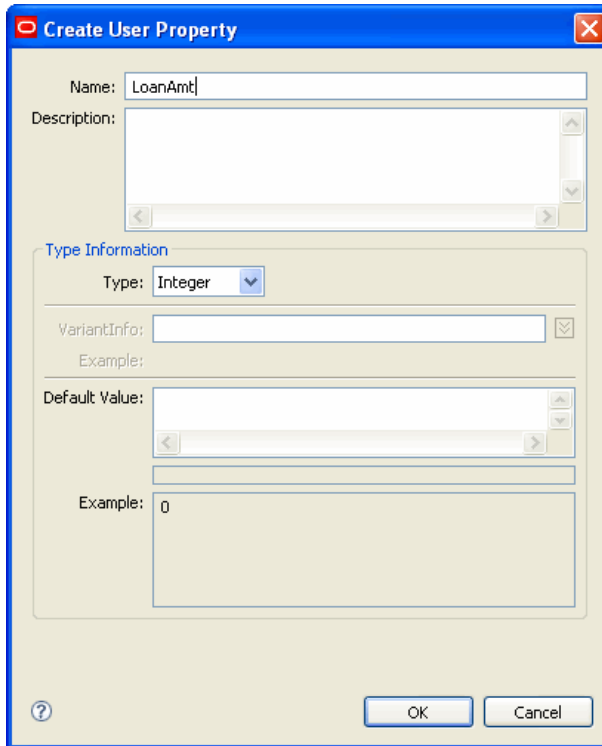 Create User Property
Name: LoanAmt
Description:
Type Information
Type: Integer
VariantInfo:
Example:
Default Value:
Example: 0
OK Cancel